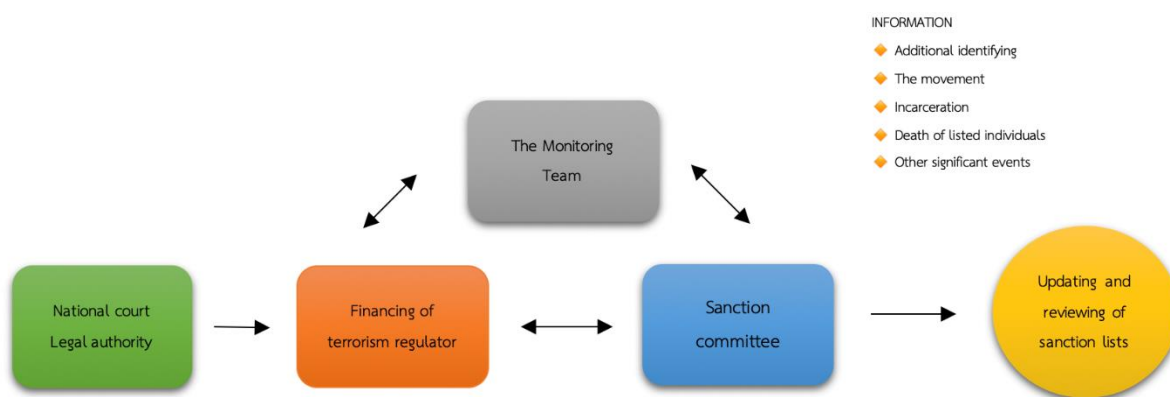 INFORMATION
Additional identifying
The movement
Incarceration
Death of listed individuals
Other significant events
The Monitoring
Team
National court
Legal authority
Financing of
terrorism regulator
Sanction
committee
Updating and
reviewing of
sanction lists